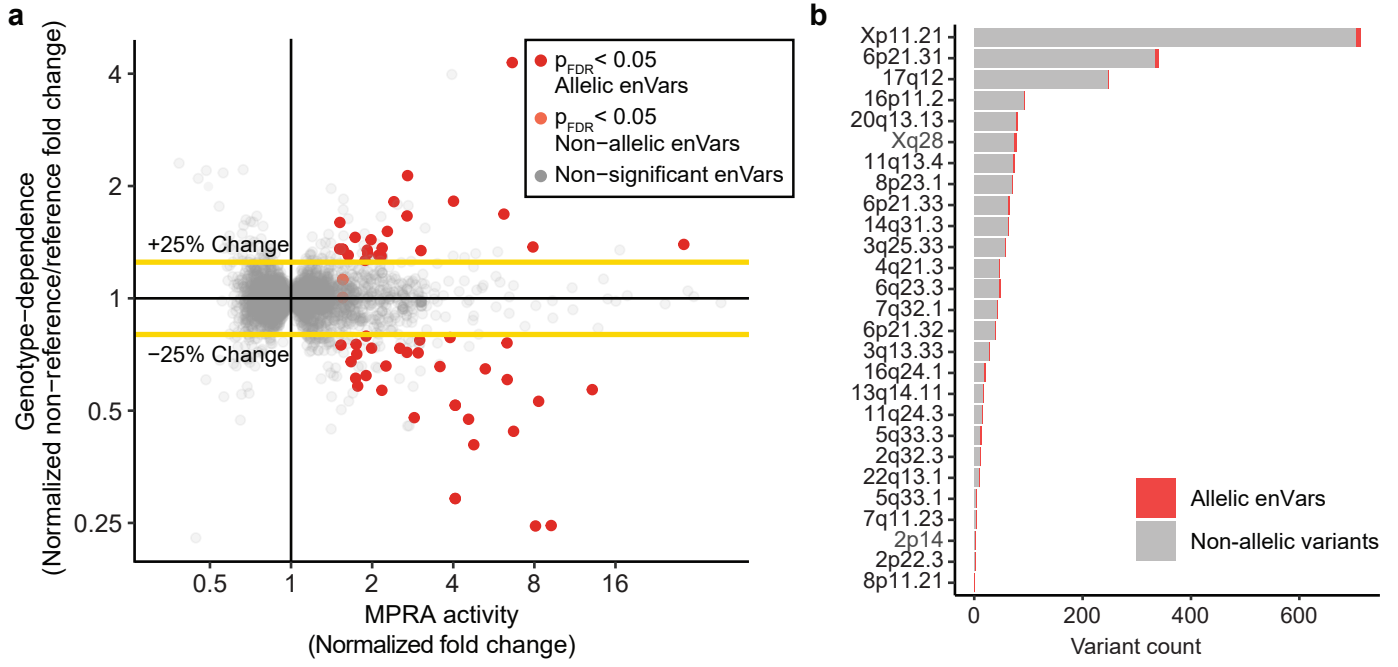 a
Genotype−dependence
(Normalized non−reference/reference fold change)
4
2
1
0.5
0.25
+25% Change
−25% Change
pFDR< 0.05
Allelic enVars
pFDR< 0.05
Non−allelic enVars
Non−significant enVars
0.5 1 2 4 8 16
MPRA activity
(Normalized fold change)
b
Xp11.21
6p21.31
17q12
16p11.2
20q13.13
Xq28
11q13.4
8p23.1
6p21.33
14q31.3
3q25.33
4q21.3
6q23.3
7q32.1
6p21.32
3q13.33
16q24.1
13q14.11
11q24.3
5q33.3
2q32.3
22q13.1
5q33.1
7q11.23
2p14
2p22.3
8p11.21
Allelic enVars
Non−allelic variants
0 200 400 600
Variant count